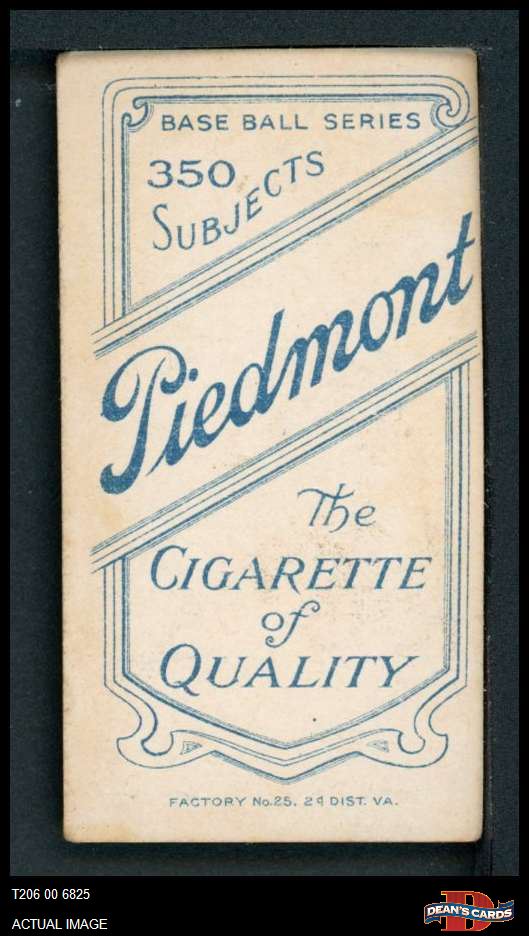 BASE BALL SERIES
350
SUBJECTS
Piedmont
The
CIGARETTE
of
QUALITY
FACTORY No.25. 2d DIST. VA.
T206 00 6825
ACTUAL IMAGE
D
DEAN'S CARDS